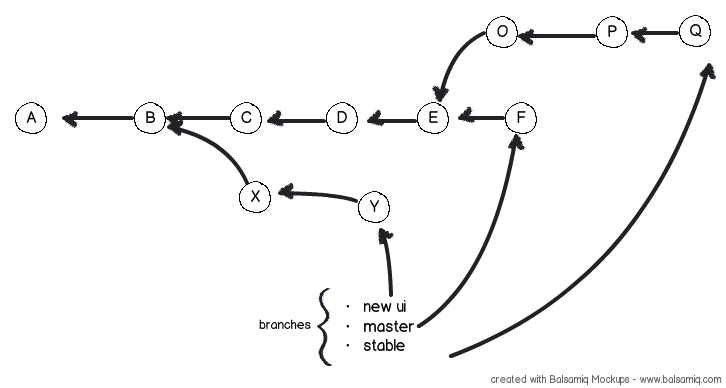 O P Q
A B C D E F
X Y
branches
· new ui
· master
· stable
created with Balsamiq Mockups - www.balsamiq.com